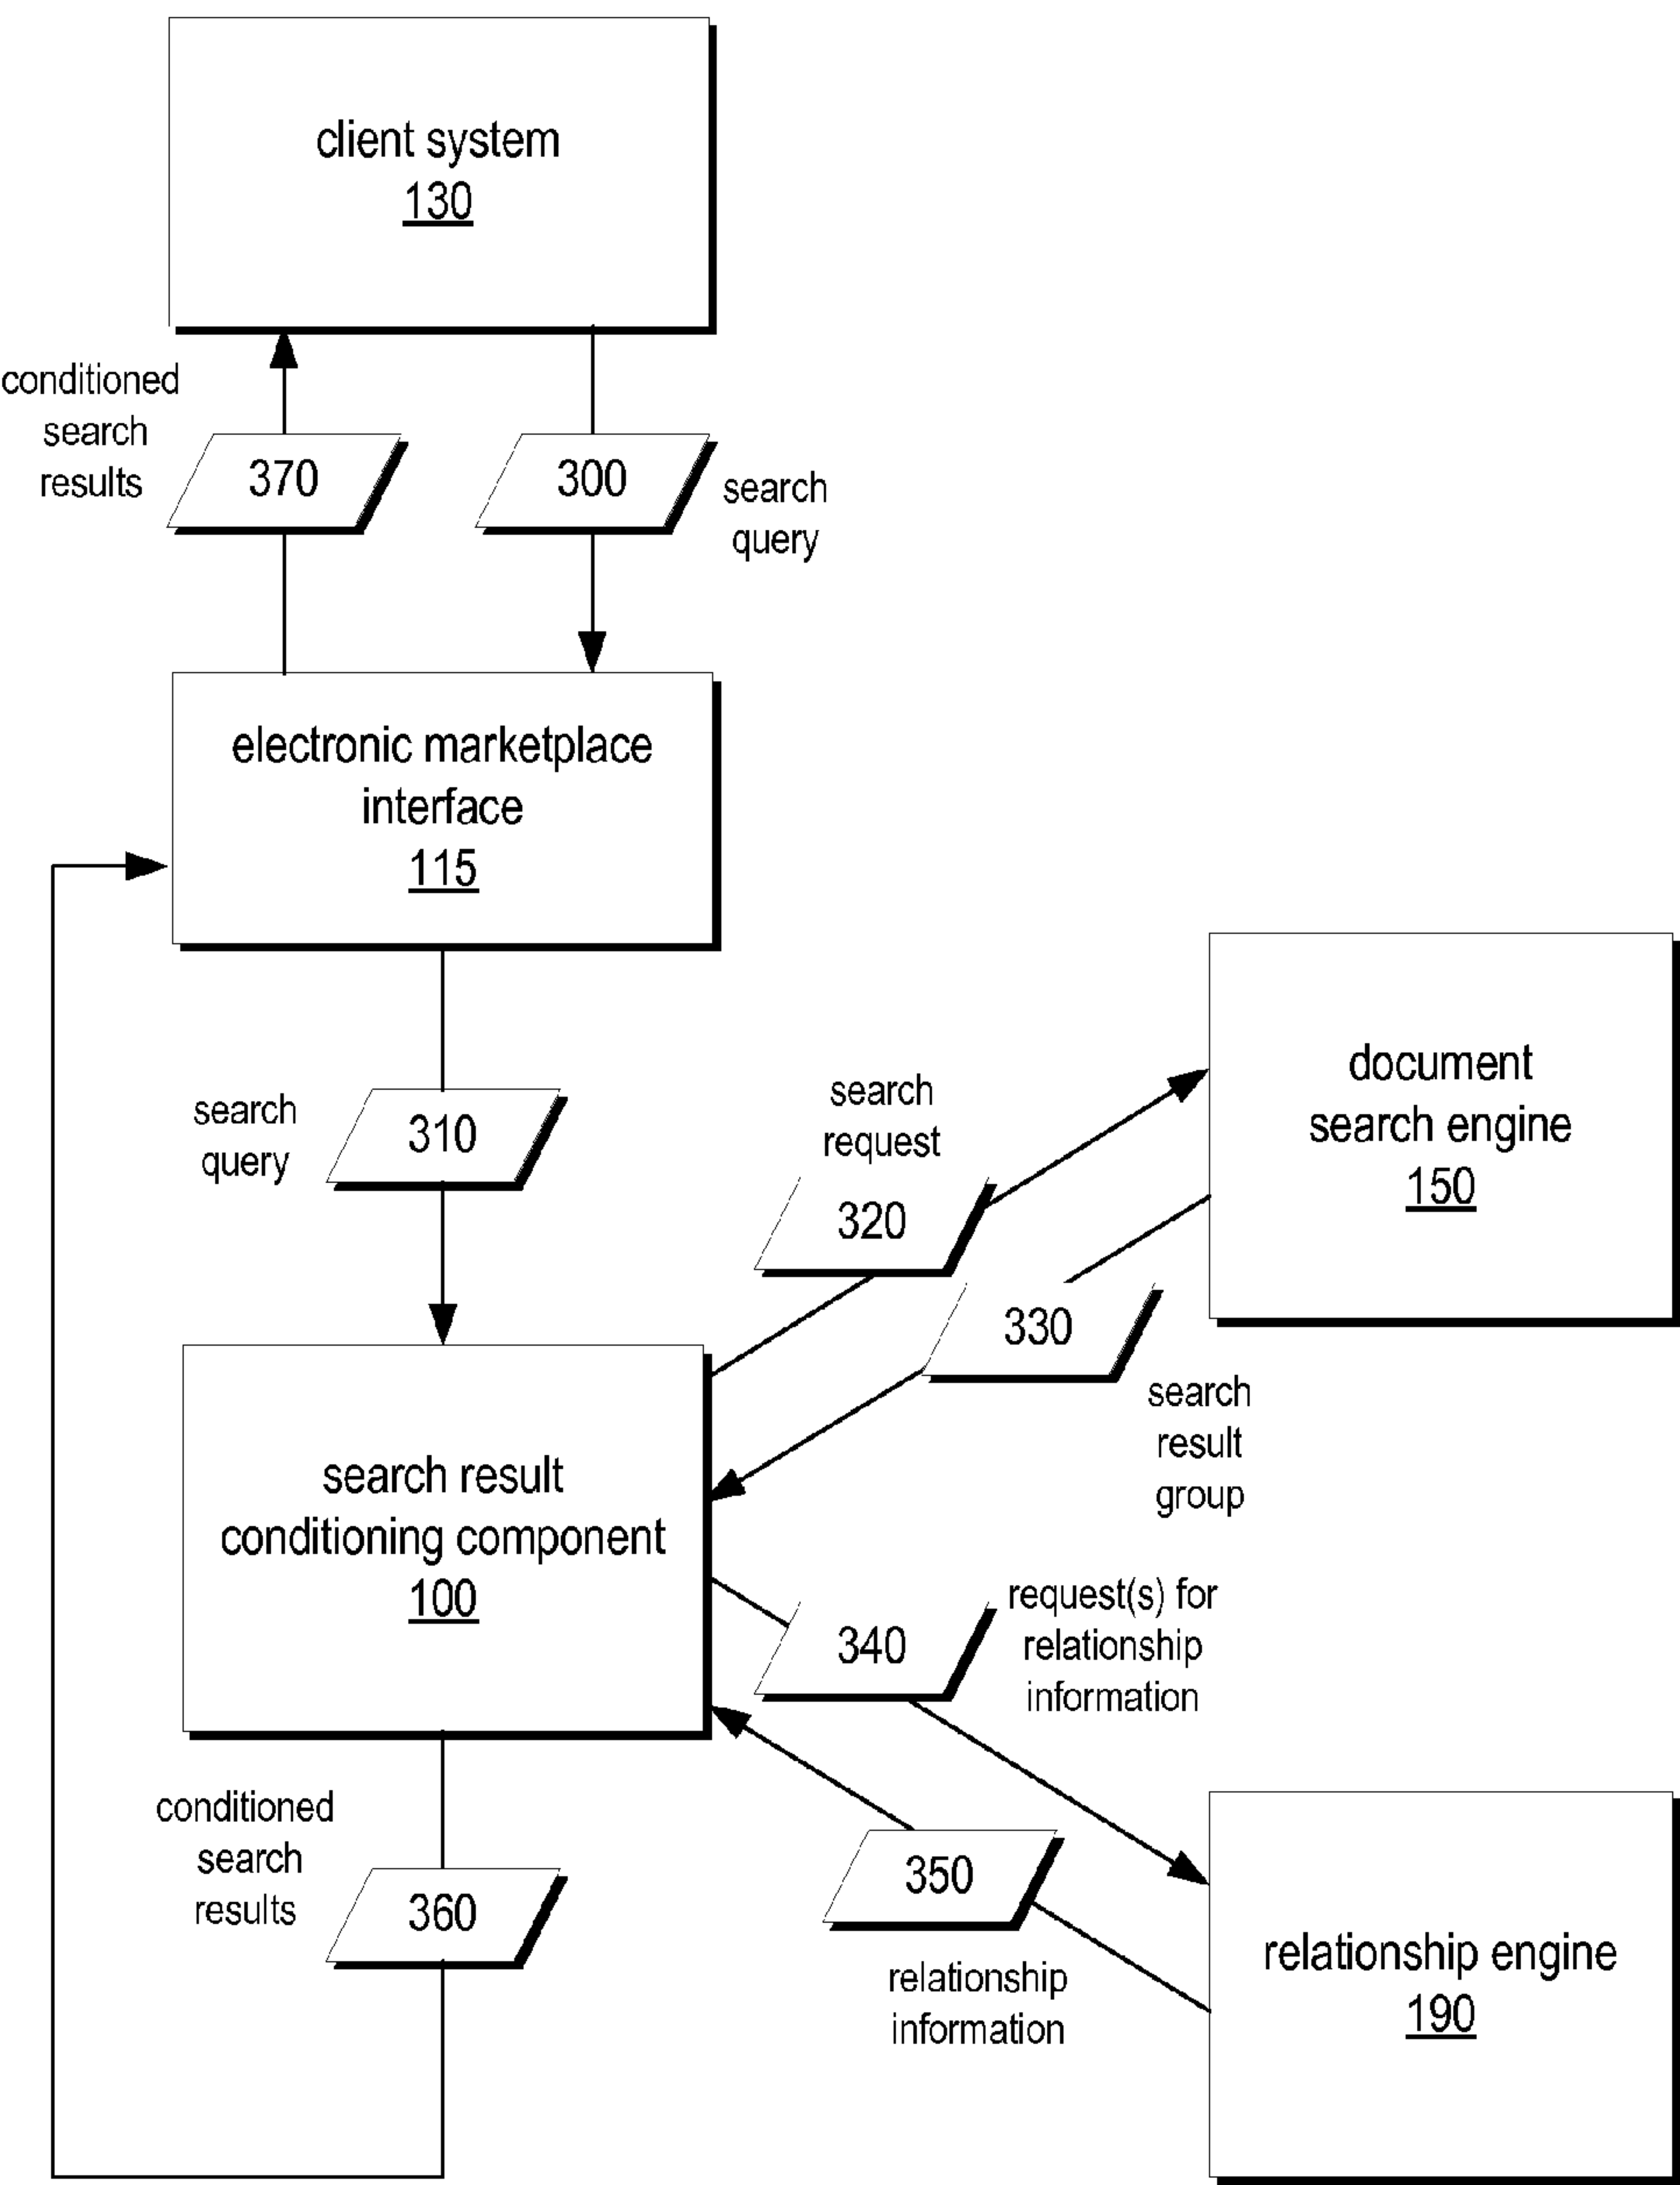 client system
130
conditioned
search
results
370
300
search
query
electronic marketplace
interface
115
search
query
310
search
request
320
document
search engine
150
330
search
result
group
search result
conditioning component
100
340
request(s) for
relationship
information
conditioned
search
results
360
350
relationship
information
relationship engine
190